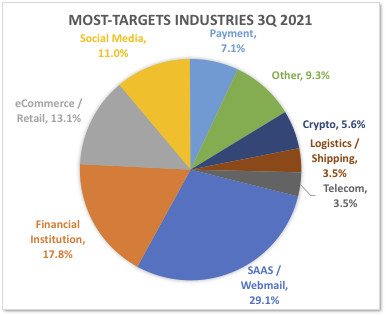 MOST-TARGETS INDUSTRIES 3Q 2021
Payment,
7.1%
Other, 9.3%
Crypto, 5.6%
Logistics /
Shipping,
3.5%
Telecom,
3.5%
SAAS /
Webmail,
29.1%
Financial
Institution,
17.8%
eCommerce /
Retail, 13.1%
Social Media,
11.0%